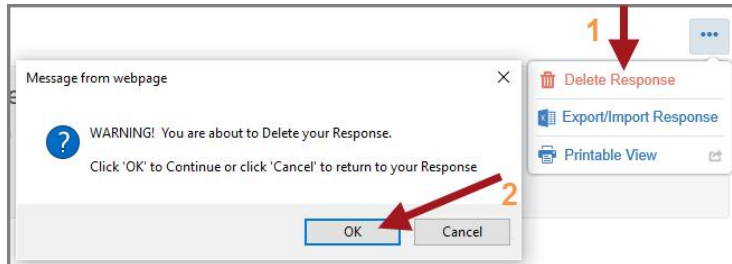 1
•••
Message from webpage
Delete Response
Export/Import Response
WARNING! You are about to Delete your Response.
Printable View
Click 'OK' to Continue or click 'Cancel' to return to your Response
2
OK
Cancel